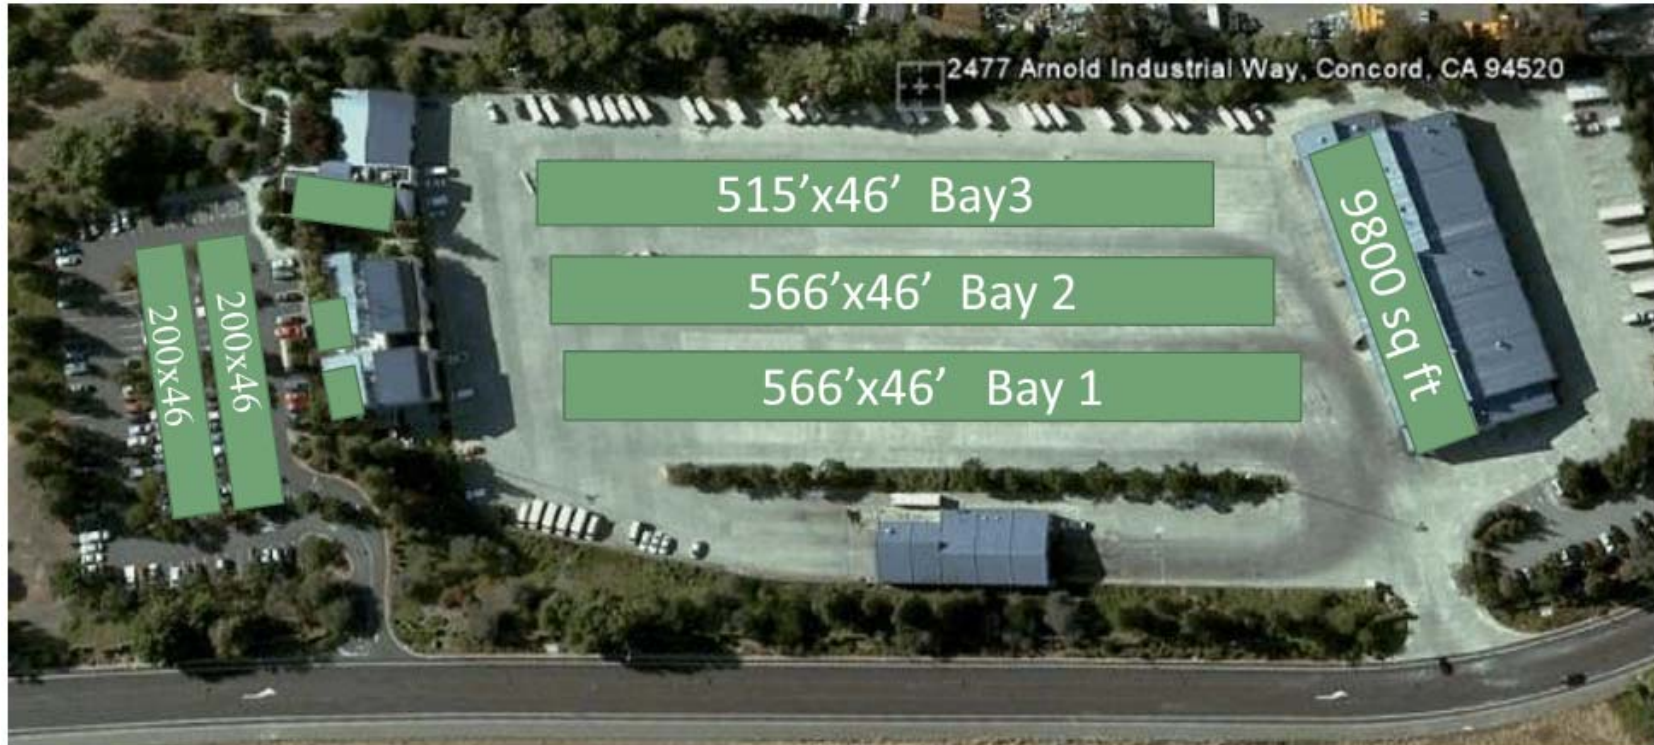 2477 Arnold Industrial Way, Concord, CA 94520
515’x46’ Bay3
566’x46’ Bay 2
566’x46’ Bay 1
9800 sq ft
200x46
200x46